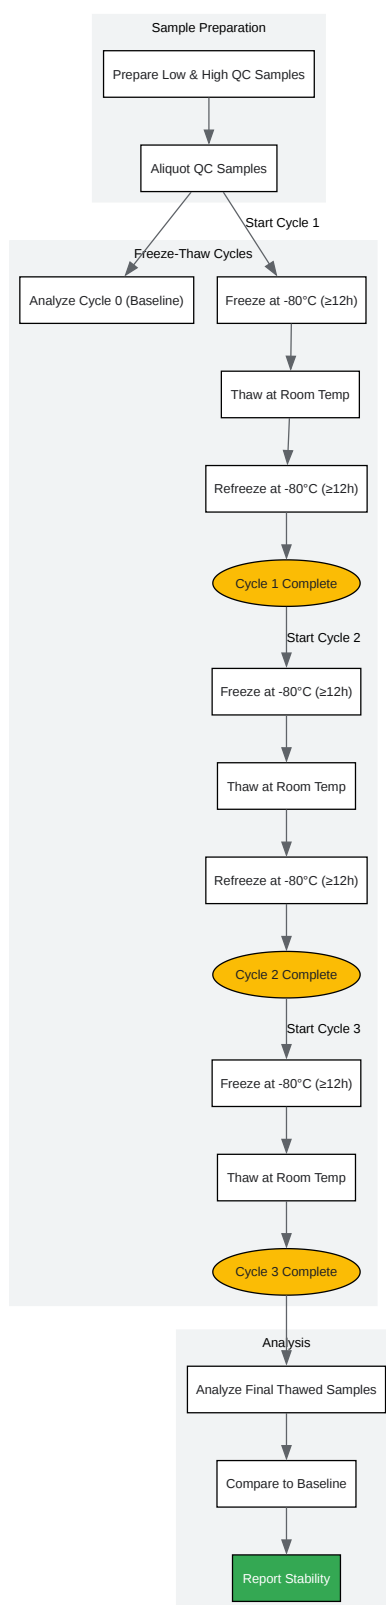 Sample Preparation
Prepare Low & High QC Samples
Aliquot QC Samples
Start Cycle 1
Freeze-Thaw Cycles
Analyze Cycle 0 (Baseline)
Freeze at -80°C (≥12h)
Thaw at Room Temp
Refreeze at -80°C (≥12h)
Cycle 1 Complete
Start Cycle 2
Freeze at -80°C (≥12h)
Thaw at Room Temp
Refreeze at -80°C (≥12h)
Cycle 2 Complete
Start Cycle 3
Freeze at -80°C (≥12h)
Thaw at Room Temp
Cycle 3 Complete
Analysis
Analyze Final Thawed Samples
Compare to Baseline
Report Stability